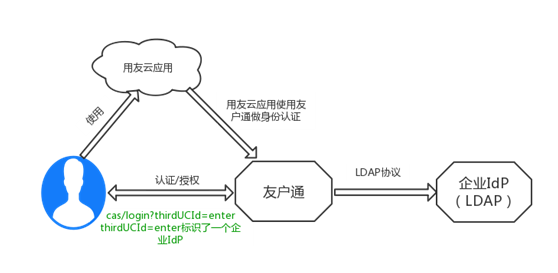 用友云应用
使用
用友云应用使用友
户通做身份认证
认证/授权
cas/login?thirdUCId=enter
thirdUCId=enter标识了一个企
业IdP
友户通
LDAP协议
企业IdP
（LDAP）